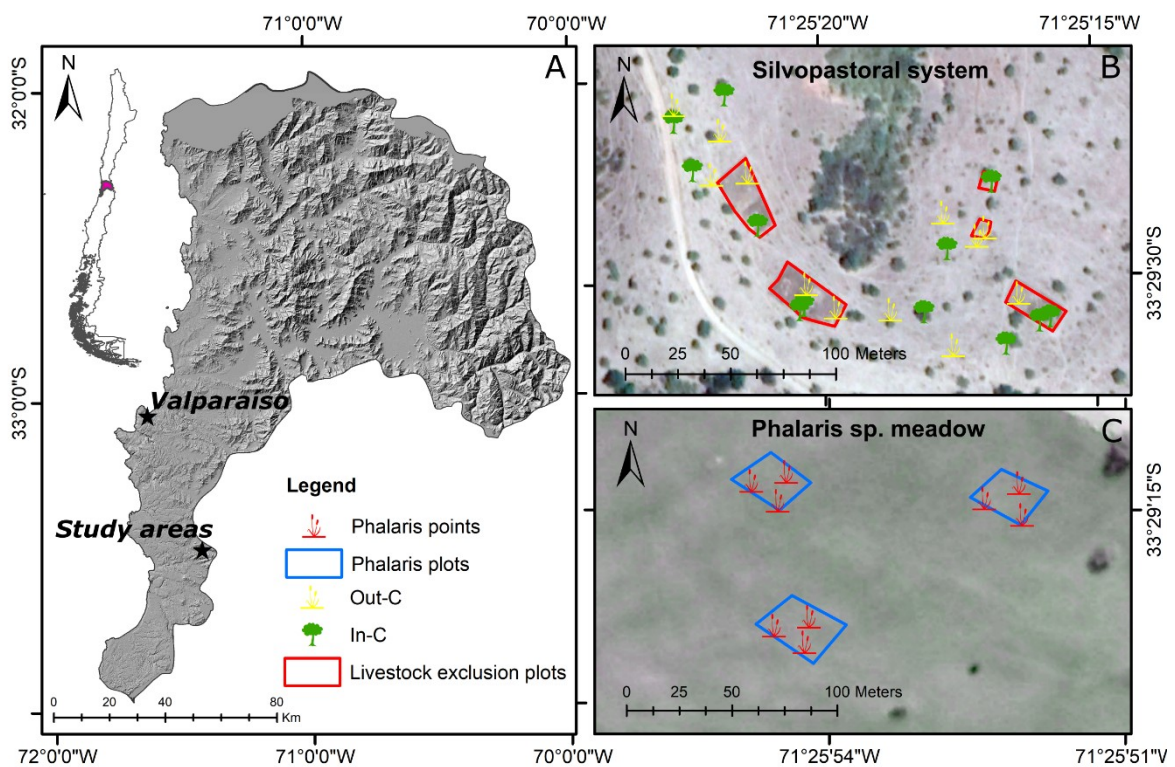 71°0'0"W
70°0'0"W
71°25'20"W
71°25'15"W
N
A
32°0'0"S
33°0'0"S
Valparaíso
Study areas
Legend
Phalaris points
Phalaris plots
Out-C
In-C
Livestock exclusion plots
0 20 40 60 80
Km
72°0'0"W
71°0'0"W
70°0'0"W
N
Silvopastoral system
B
33°29'30"S
0 25 50 100 Meters
N
Phalaris sp. meadow
C
33°29'15"S
0 25 50 100 Meters
71°25'54"W
71°25'51"W